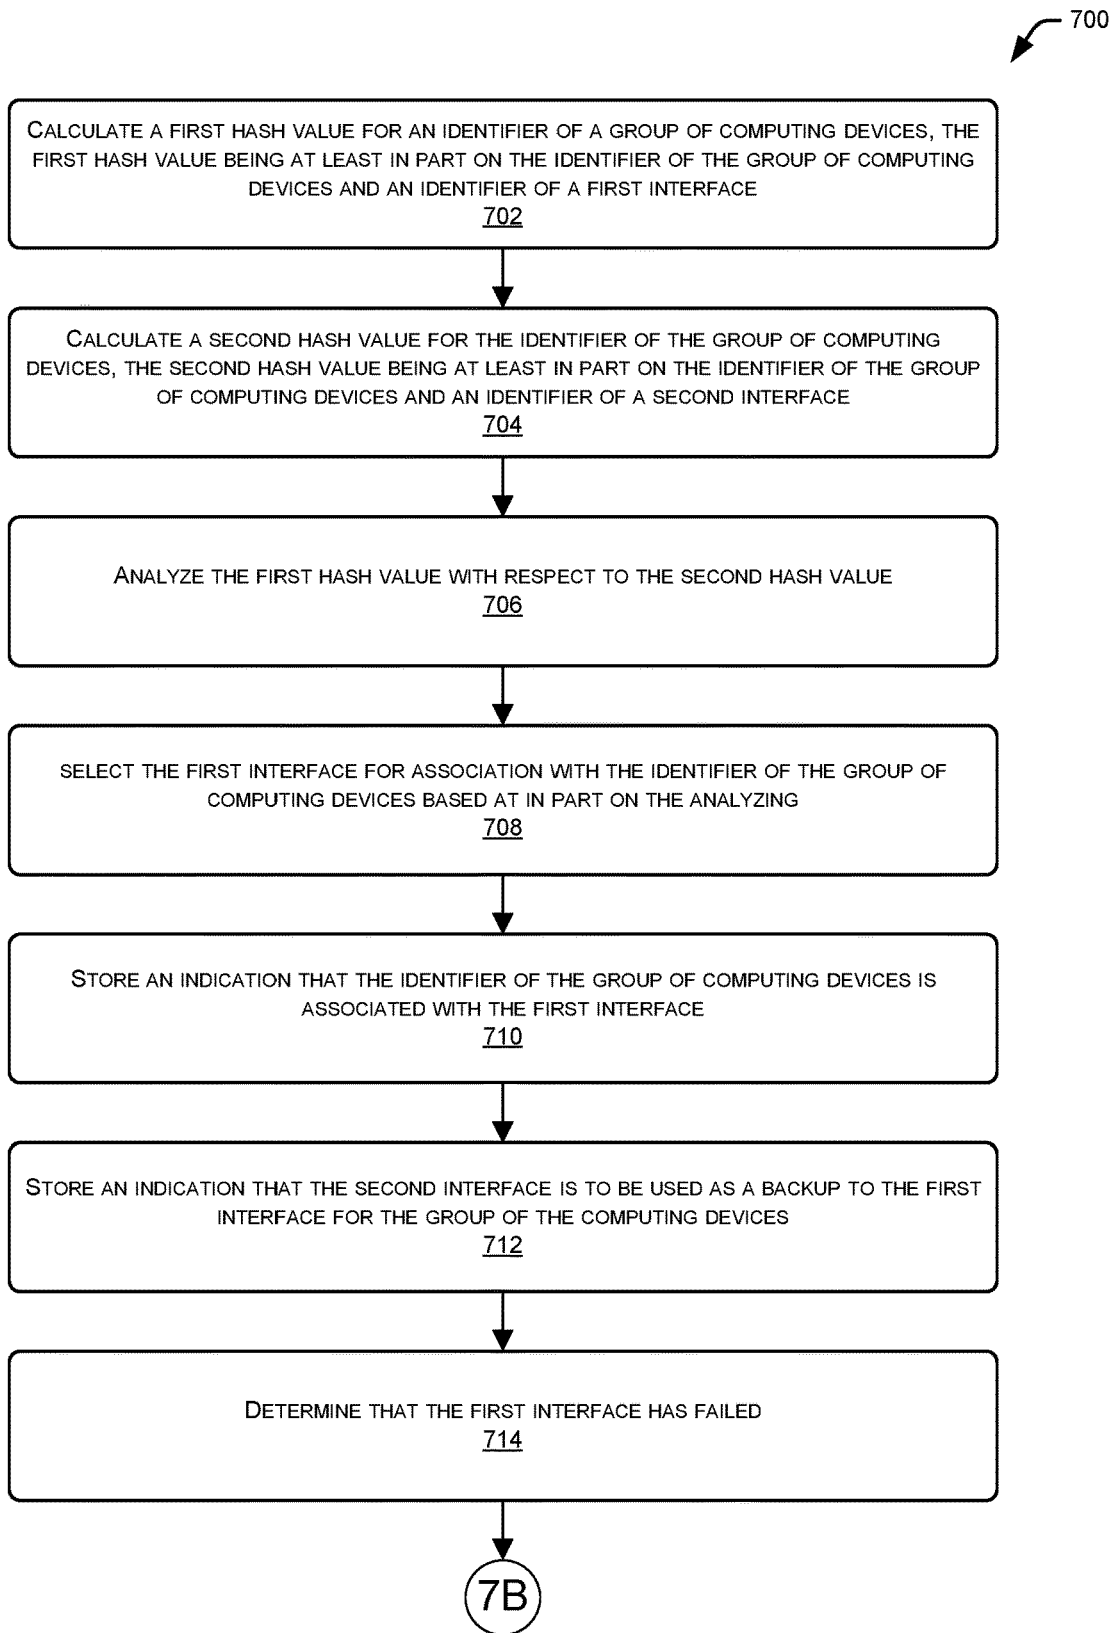 700
CALCULATE A FIRST HASH VALUE FOR AN IDENTIFIER OF A GROUP OF COMPUTING DEVICES, THE
FIRST HASH VALUE BEING AT LEAST IN PART ON THE IDENTIFIER OF THE GROUP OF COMPUTING
DEVICES AND AN IDENTIFIER OF A FIRST INTERFACE
702
CALCULATE A SECOND HASH VALUE FOR THE IDENTIFIER OF THE GROUP OF COMPUTING
DEVICES, THE SECOND HASH VALUE BEING AT LEAST IN PART ON THE IDENTIFIER OF THE GROUP
OF COMPUTING DEVICES AND AN IDENTIFIER OF A SECOND INTERFACE
704
ANALYZE THE FIRST HASH VALUE WITH RESPECT TO THE SECOND HASH VALUE
706
SELECT THE FIRST INTERFACE FOR ASSOCIATION WITH THE IDENTIFIER OF THE GROUP OF
COMPUTING DEVICES BASED AT IN PART ON THE ANALYZING
708
STORE AN INDICATION THAT THE IDENTIFIER OF THE GROUP OF COMPUTING DEVICES IS
ASSOCIATED WITH THE FIRST INTERFACE
710
STORE AN INDICATION THAT THE SECOND INTERFACE IS TO BE USED AS A BACKUP TO THE FIRST
INTERFACE FOR THE GROUP OF THE COMPUTING DEVICES
712
DETERMINE THAT THE FIRST INTERFACE HAS FAILED
714
7B